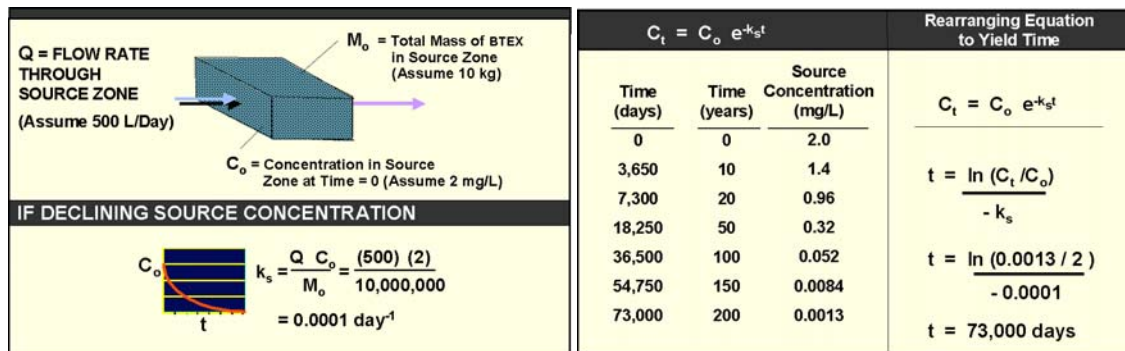 Q = FLOW RATE
THROUGH
SOURCE ZONE
(Assume 500 L/Day)
Mo = Total Mass of BTEX
in Source Zone
(Assume 10 kg)
Co = Concentration in Source
Zone at Time = 0 (Assume 2 mg/L)
IF DECLINING SOURCE CONCENTRATION
Co
t
ks = Q Co / Mo = (500) (2) / 10,000,000
= 0.0001 day-1
Ct = Co e-kst
Time (days) Time (years) Source Concentration (mg/L)
0 0 2.0
3,650 10 1.4
7,300 20 0.96
18,250 50 0.32
36,500 100 0.052
54,750 150 0.0084
73,000 200 0.0013
Rearranging Equation
to Yield Time
Ct = Co e-kst
t = ln (Ct /Co) / - ks
t = ln (0.0013 / 2 ) / - 0.0001
t = 73,000 days